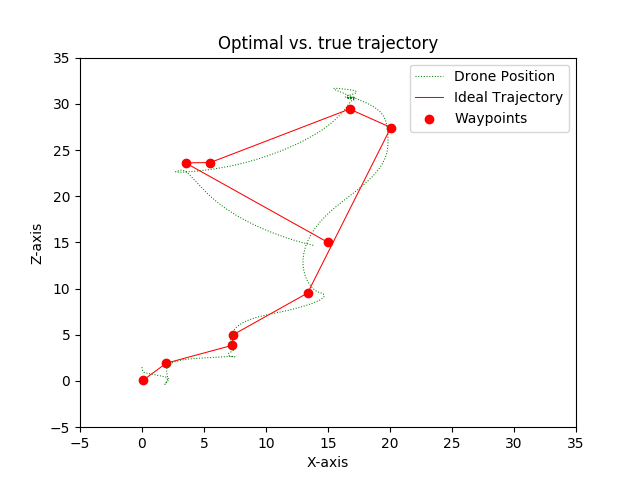 Optimal vs. true trajectory
Drone Position
Ideal Trajectory
Waypoints
35
30
25
20
15
10
5
0
−5
Z-axis
−5 0 5 10 15 20 25 30 35
X-axis